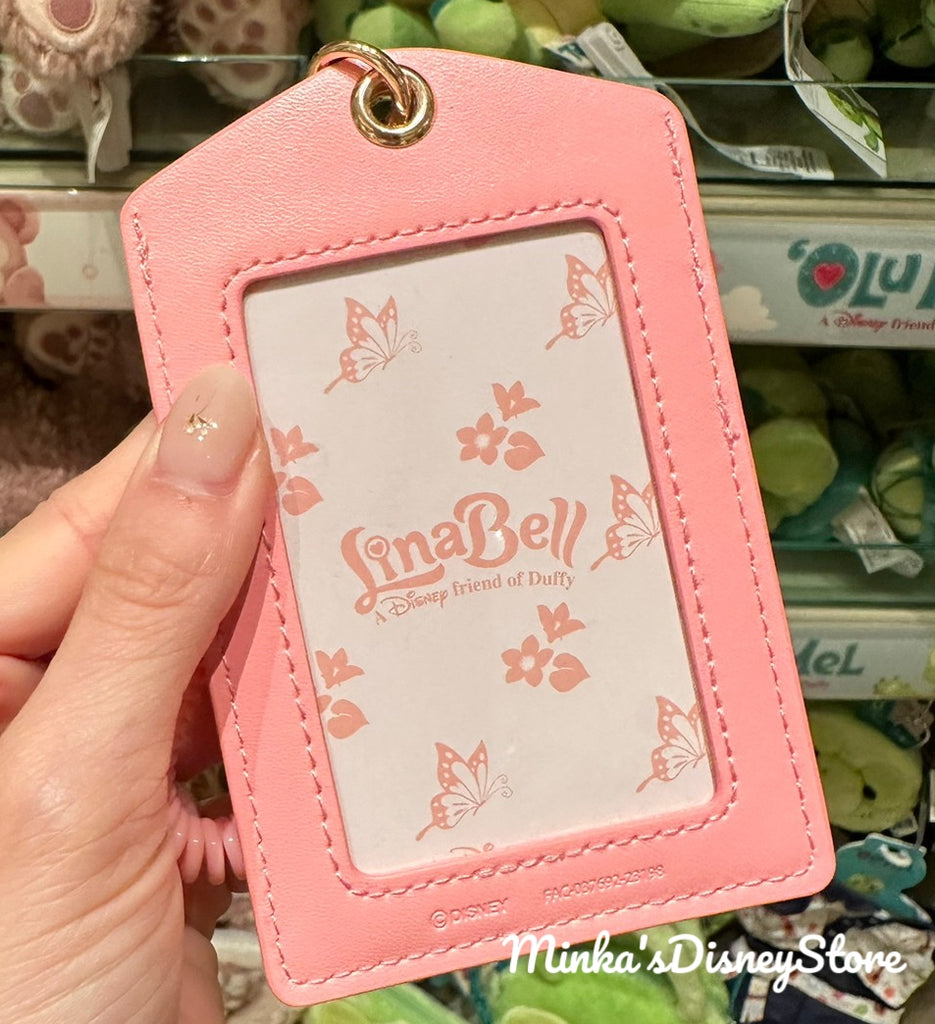 'OLU
A Disney friend
LinaBell
A Disney friend of Duffy
MeL
© DISNEY
Minka'sDisneyStore